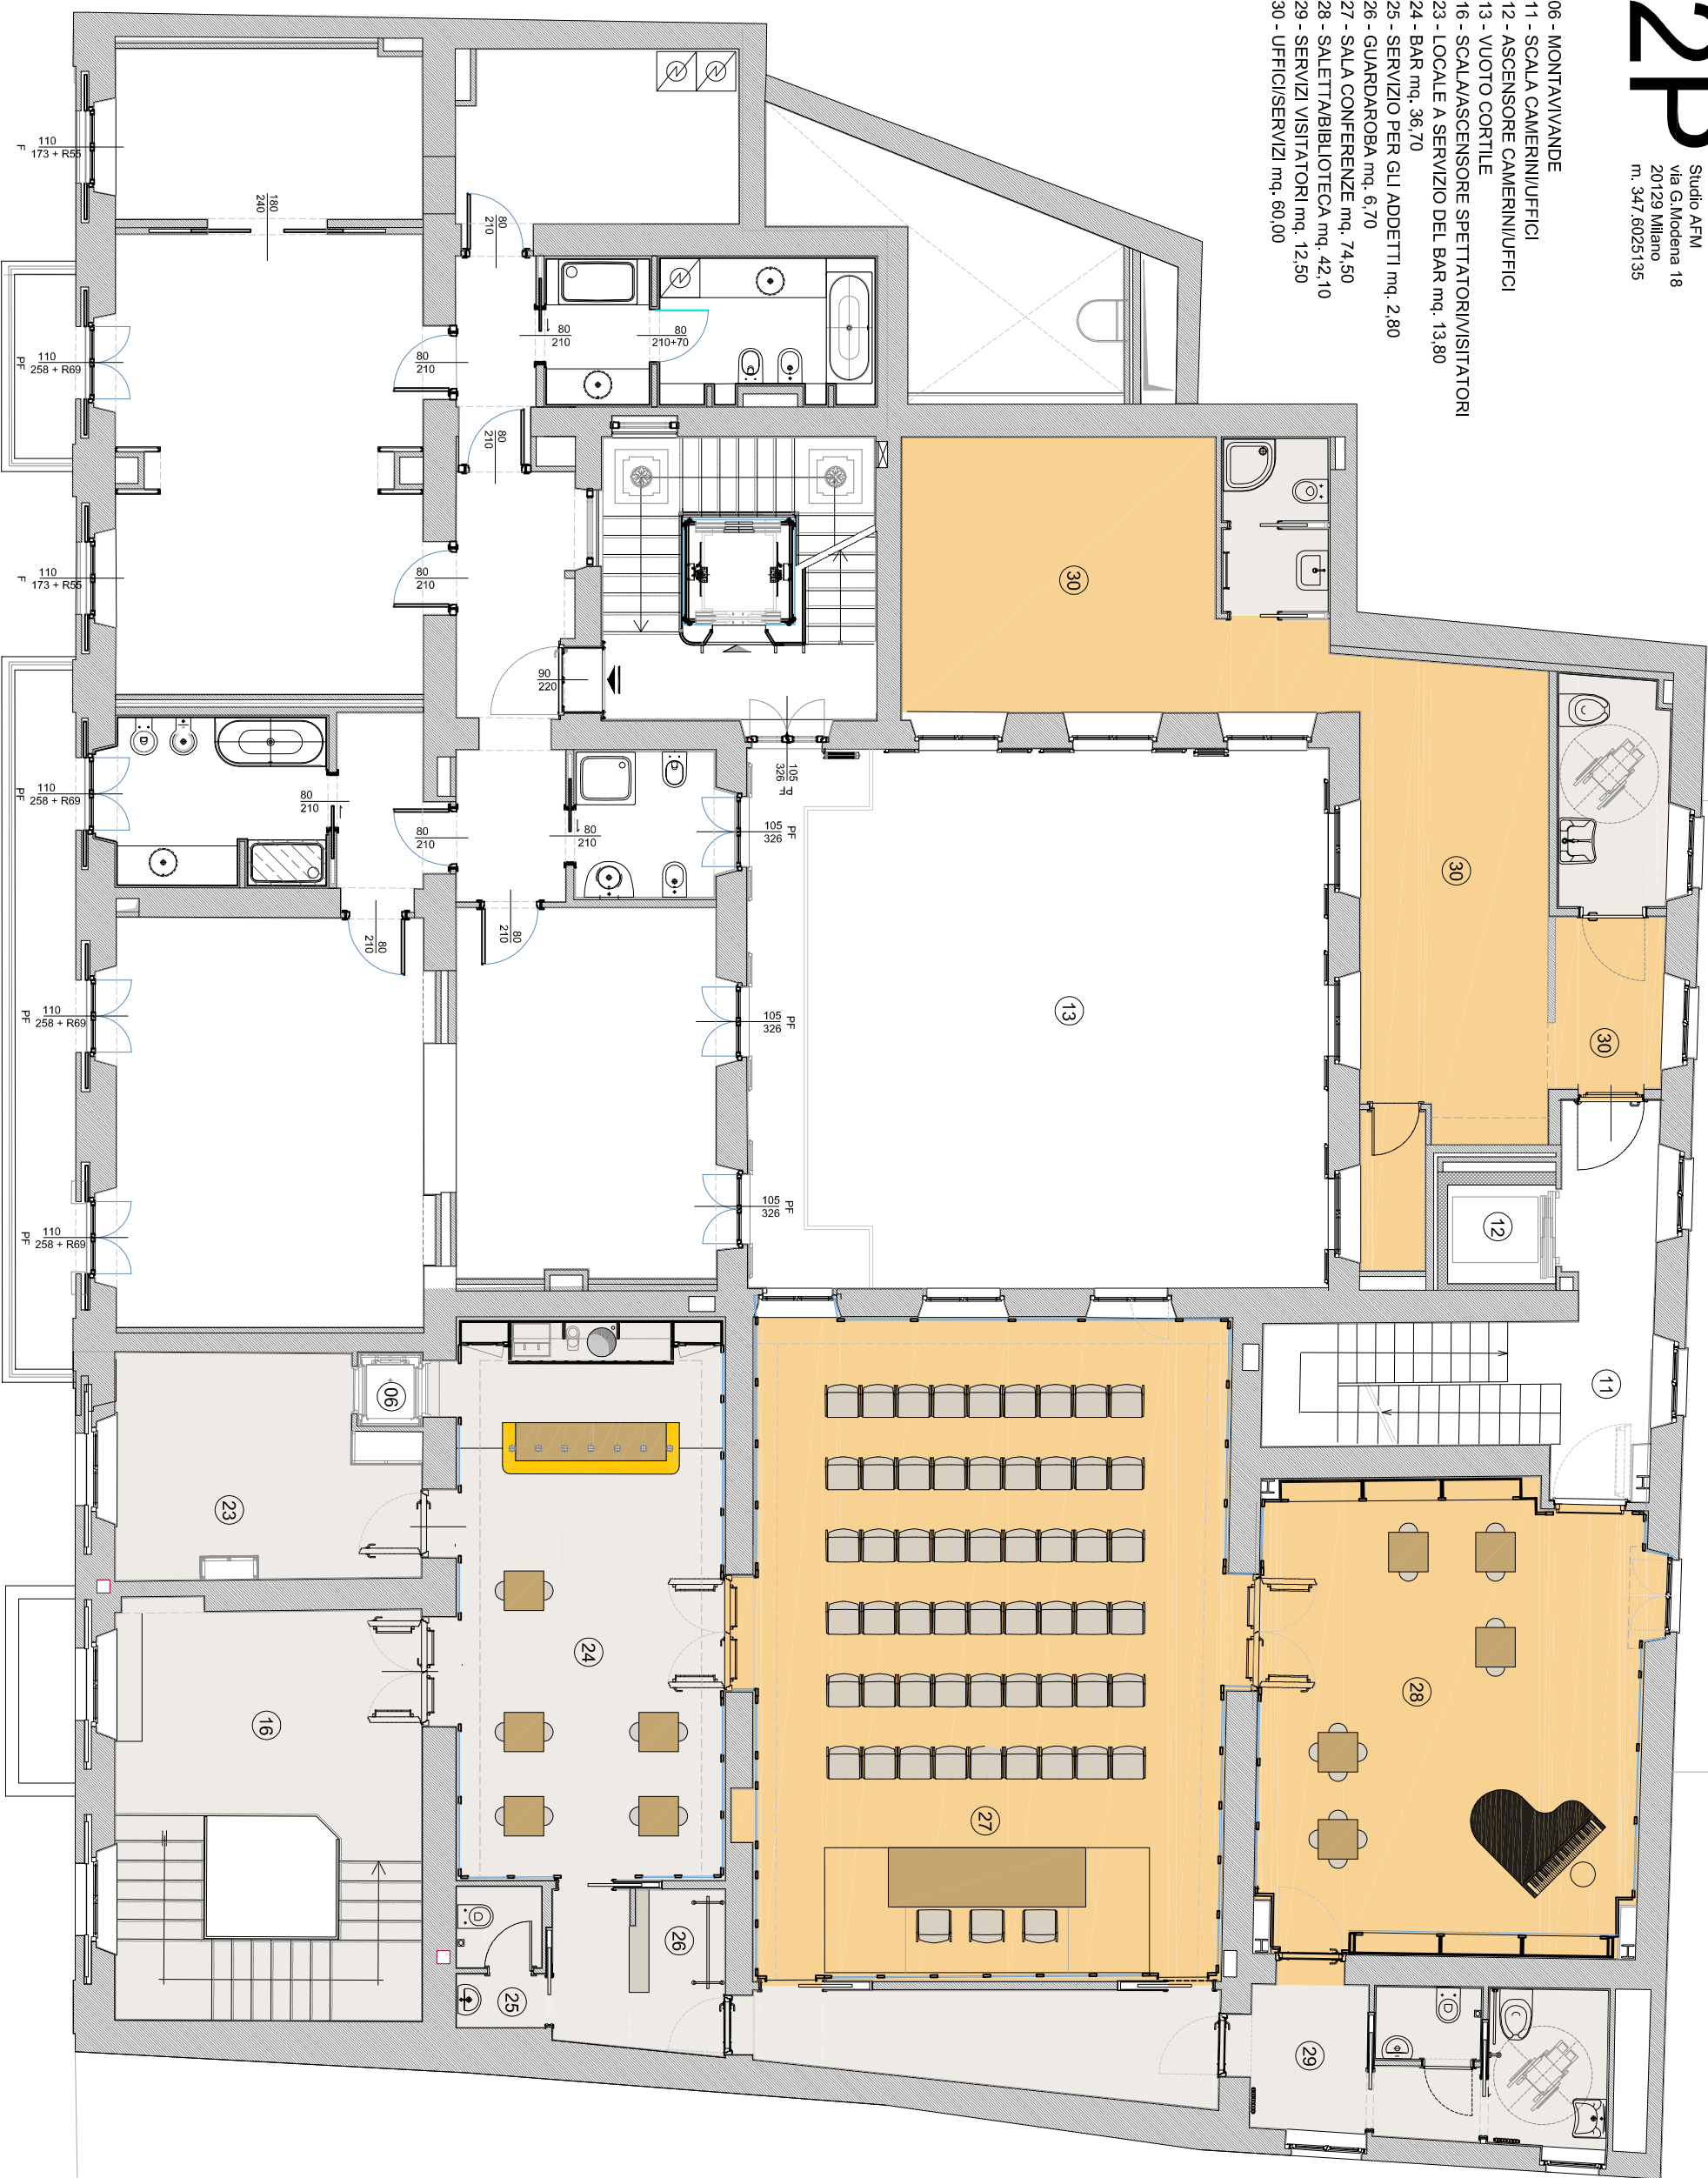 2P
Studio AFM
via G.Modena 18
20129 Milano
m. 347.6025135
06 - MONTAVIVANDE
11 - SCALA CAMERINI/UFFICI
12 - ASCENSORE CAMERINI/UFFICI
13 - VUOTO CORTILE
16 - SCALA/ASCENSORE SPETTATORI/VISITATORI
23 - LOCALE A SERVIZIO DEL BAR mq. 13,80
24 - BAR mq. 36,70
25 - SERVIZIO PER GLI ADDETTI mq. 2,80
26 - GUARDAROBA mq. 6,70
27 - SALA CONFERENZE mq. 74,50
28 - SALETTA/BIBLIOTECA mq. 42,10
29 - SERVIZI VISITATORI mq. 12,50
30 - UFFICI/SERVIZI mq. 60,00
F
110
173 + R55
180
240
80
210
PF
110
258 + R69
80
210
80
210
80
210+70
80
210
F
110
173 + R55
80
210
90
220
30
PF
110
258 + R69
80
210
80
210
80
210
105
326
PF
105
326
PF
30
80
210
80
210
PF
110
258 + R69
105
326
PF
13
30
PF
110
258 + R69
105
326
PF
12
06
11
23
24
16
27
28
26
25
29